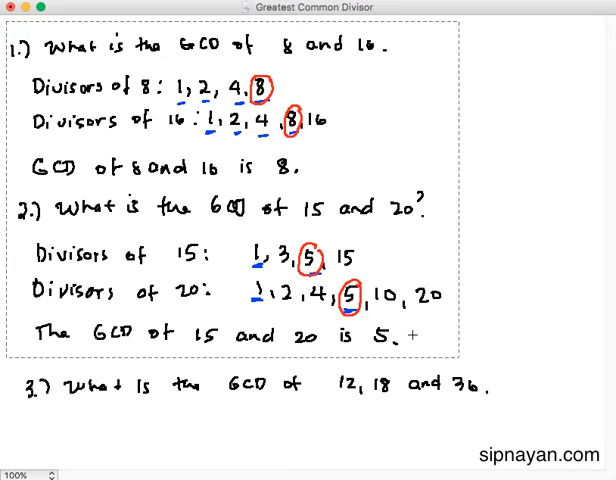 Greatest Common Divisor
1.) What is the GCD of 8 and 16.
Divisors of 8: 1, 2, 4, 8
Divisors of 16: 1, 2, 4, 8, 16
GCD of 8 and 16 is 8.
2.) What is the GCD of 15 and 20?
Divisors of 15: 1, 3, 5, 15
Divisors of 20: 1, 2, 4, 5, 10, 20
The GCD of 15 and 20 is 5.
3.) What is the GCD of 12, 18 and 36.
sipnayan.com
100%